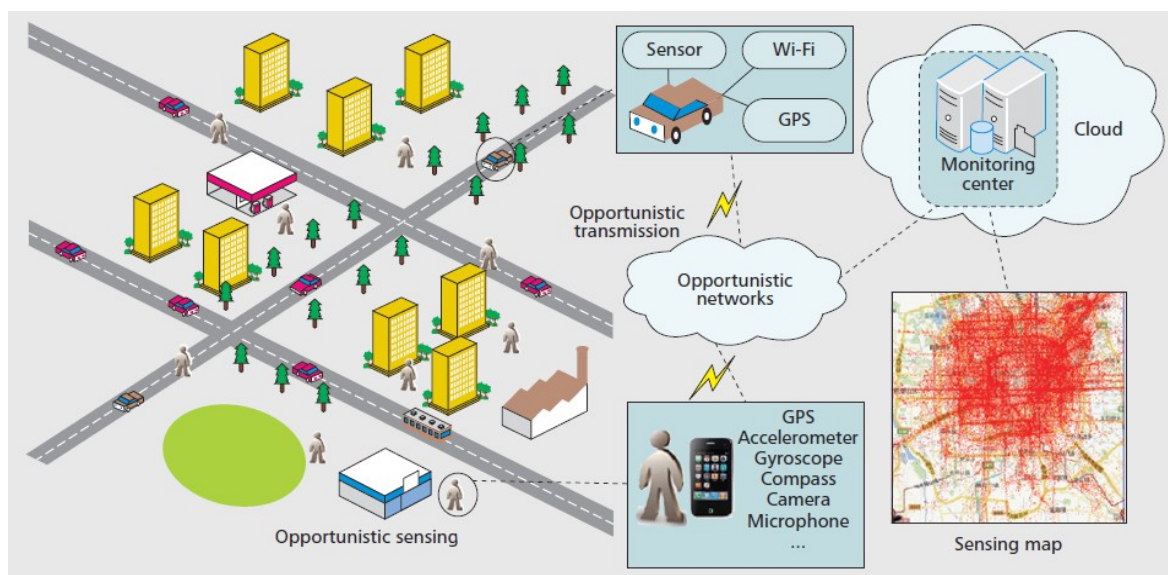 Sensor
Wi-Fi
GPS
Cloud
Monitoring
center
Opportunistic
transmission
Opportunistic
networks
GPS
Accelerometer
Gyroscope
Compass
Camera
Microphone
...
Opportunistic sensing
Sensing map